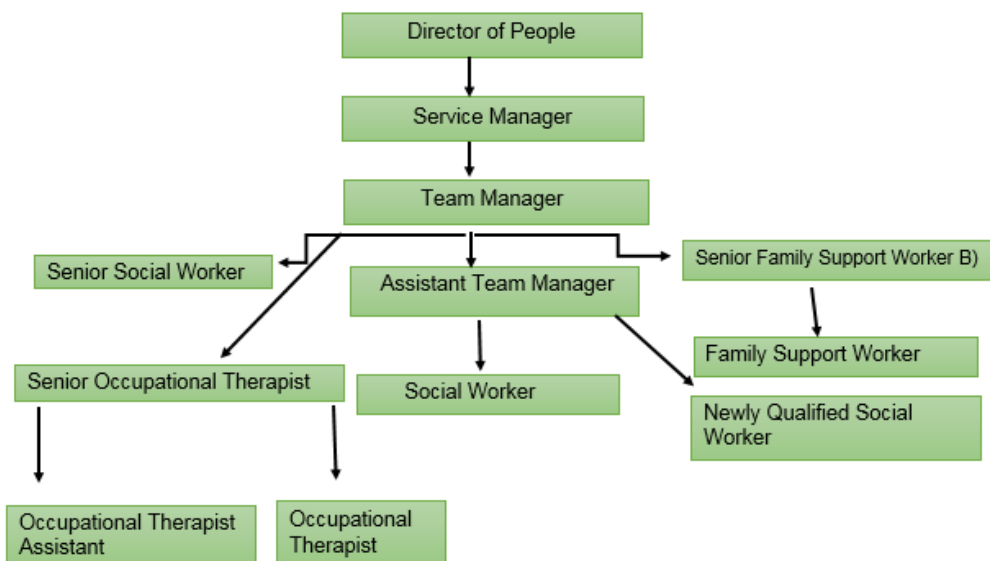 Director of People
Service Manager
Team Manager
Senior Social Worker
Assistant Team Manager
Senior Family Support Worker B)
Senior Occupational Therapist
Social Worker
Family Support Worker
Newly Qualified Social
Worker
Occupational Therapist
Assistant
Occupational
Therapist